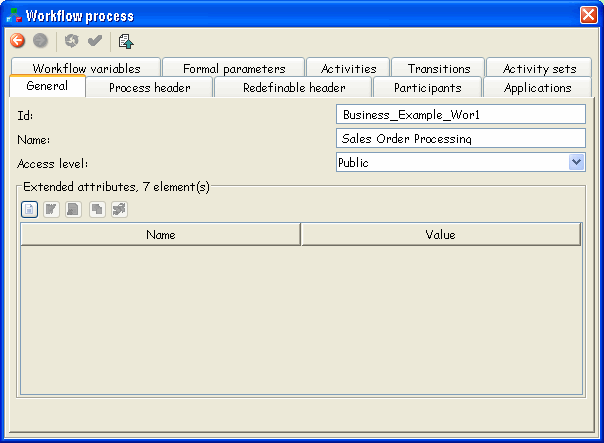 Workflow process
Workflow variables Formal parameters Activities Transitions Activity sets
General Process header Redefinable header Participants Applications
Id: Business_Example_Wor1
Name: Sales Order Processing
Access level: Public
Extended attributes, 7 element(s)
Name Value